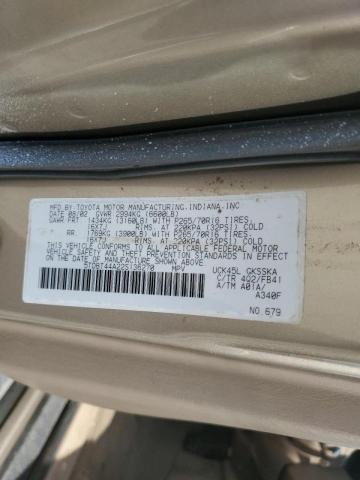 MFD.BY:TOYOTA MOTOR MANUFACTURING.INDIANA.INC
DATE 08/02 GVWR 2994KG (6600LB)
GAWR FRT 1434KG (3160LB) WITH P265/70R16 TIRES.
(6X7J ) RIMS. AT 220KPA (32PSI) COLD
RR. 1769KG (3900LB) WITH P265/70R16 TIRES.
(6X7J ) RIMS. AT 220KPA (32PSI) COLD
THIS VEHICLE CONFORMS TO ALL APPLICABLE FEDERAL MOTOR
VEHICLE SAFETY AND THEFT PREVENTION STANDARDS IN EFFECT
ON THE DATE OF MANUFACTURE SHOWN ABOVE.
5TDBT44A22S136270 MPV
UCK45L GKSSKA
C/TR 4Q2/FB41
A/TM A01A/
A340F
NO.679